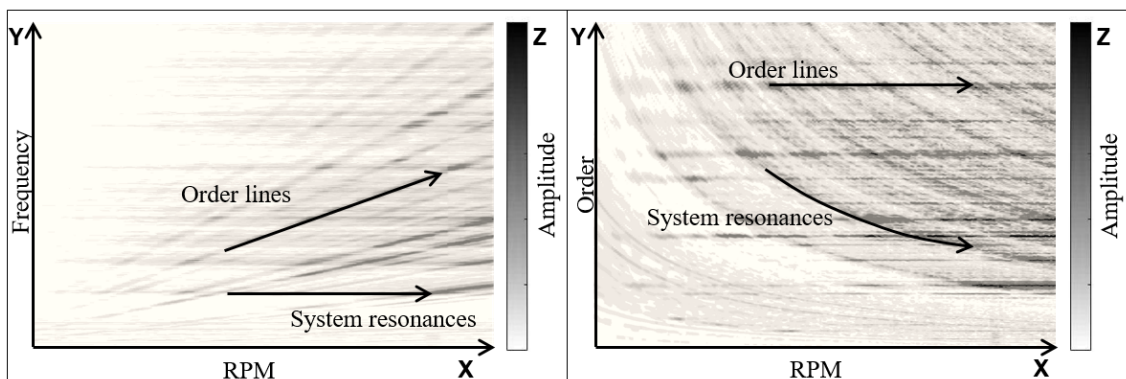 Y
Z
Order lines
Frequency
Amplitude
System resonances
RPM
X
Y
Z
Order lines
Order
Amplitude
System resonances
RPM
X